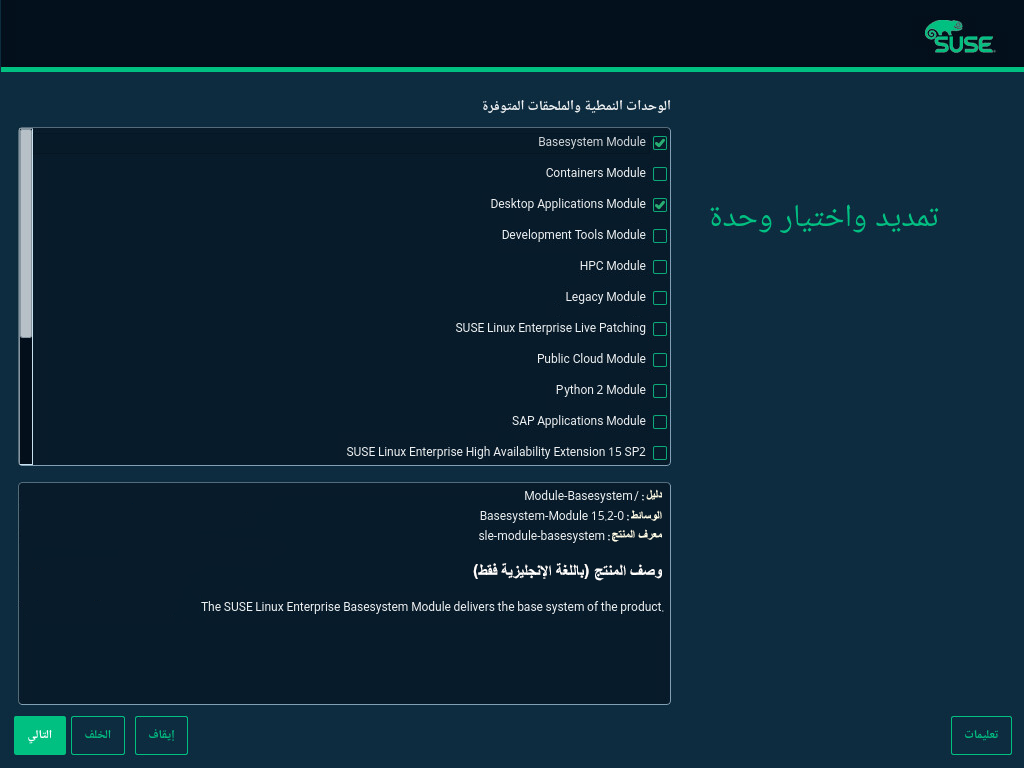 SUSE
الوحدات النمطية والملحقات المتوفرة
Basesystem Module
Containers Module
Desktop Applications Module
Development Tools Module
HPC Module
Legacy Module
SUSE Linux Enterprise Live Patching
Public Cloud Module
Python 2 Module
SAP Applications Module
SUSE Linux Enterprise High Availability Extension 15 SP2
تمديد واختيار وحدة
دليل: /Module-Basesystem
الوسائط: Basesystem-Module 15.2-0
معرف المنتج: sle-module-basesystem
وصف المنتج (باللغة الإنجليزية فقط)
The SUSE Linux Enterprise Basesystem Module delivers the base system of the product.
تعليمات
إيقاف
الخلف
التالي